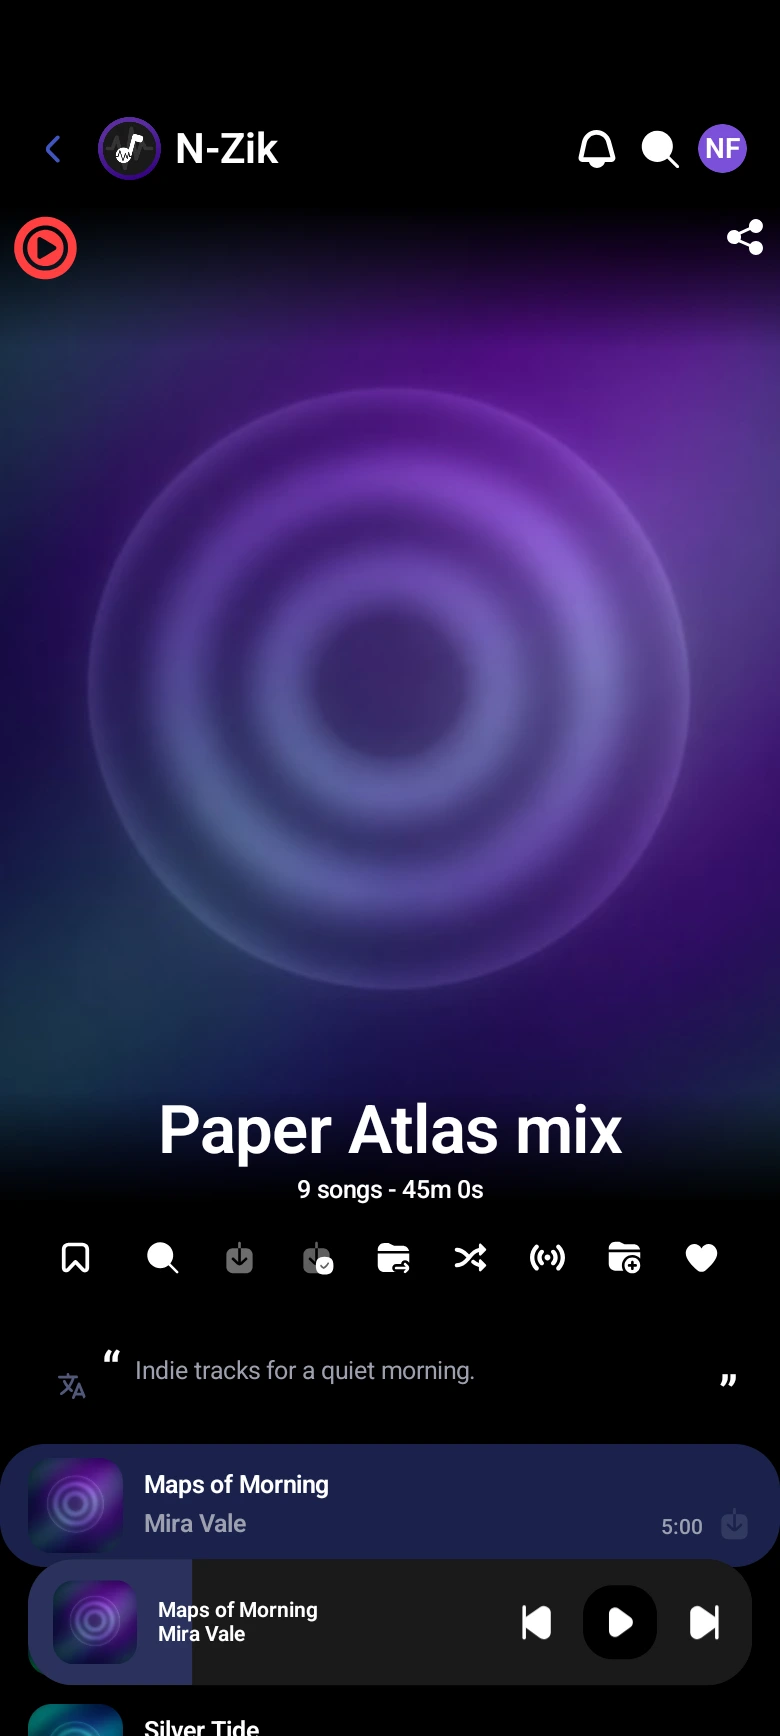 N-Zik
NF
Paper Atlas mix
9 songs - 45m 0s
“ Indie tracks for a quiet morning. ”
Maps of Morning
Mira Vale
5:00
Maps of Morning
Mira Vale
Silver Tide